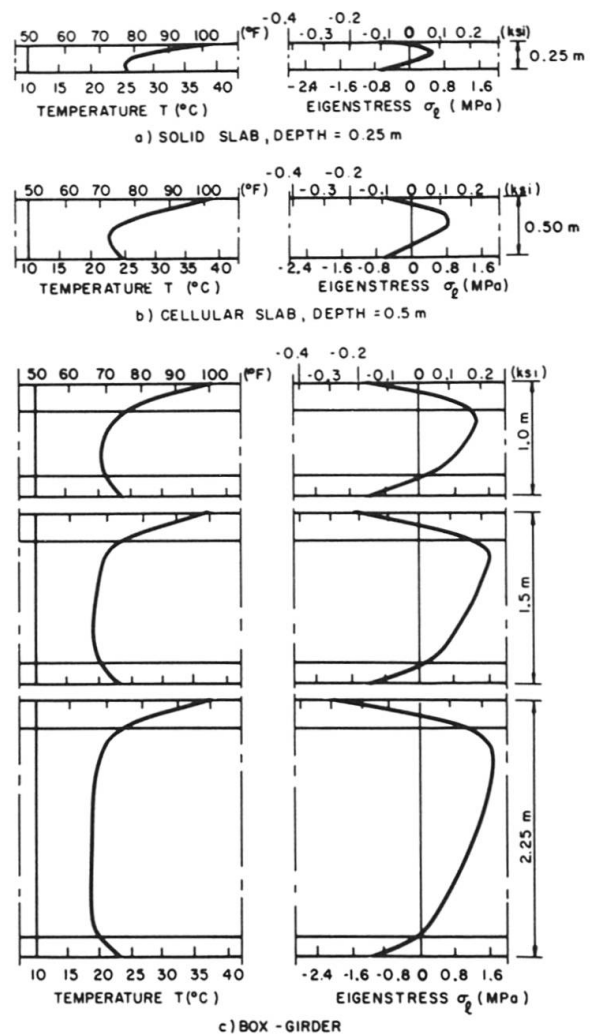 -0.4 -0.2
50 60 70 80 90 100 (°F) -0.3 -0.1 0 0.1 0.2 (ksi)
0.25 m
10 15 20 25 30 35 40 -2.4 -1.6 -0.8 0 0.8 1.6
TEMPERATURE T (°C) EIGENSTRESS σℓ (MPa)
a) SOLID SLAB, DEPTH = 0.25 m
-0.4 -0.2
50 60 70 80 90 100 (°F) -0.3 -0.1 0 0.1 0.2 (ksi)
0.50 m
10 15 20 25 30 35 40 -2.4 -1.6 -0.8 0 0.8 1.6
TEMPERATURE T (°C) EIGENSTRESS σℓ (MPa)
b) CELLULAR SLAB, DEPTH = 0.5 m
-0.4 -0.2
50 60 70 80 90 100 (°F) -0.3 -0.1 0 0.1 0.2 (ksi)
1.0 m
1.5 m
2.25 m
10 15 20 25 30 35 40 -2.4 -1.6 -0.8 0 0.8 1.6
TEMPERATURE T (°C) EIGENSTRESS σℓ (MPa)
c) BOX - GIRDER